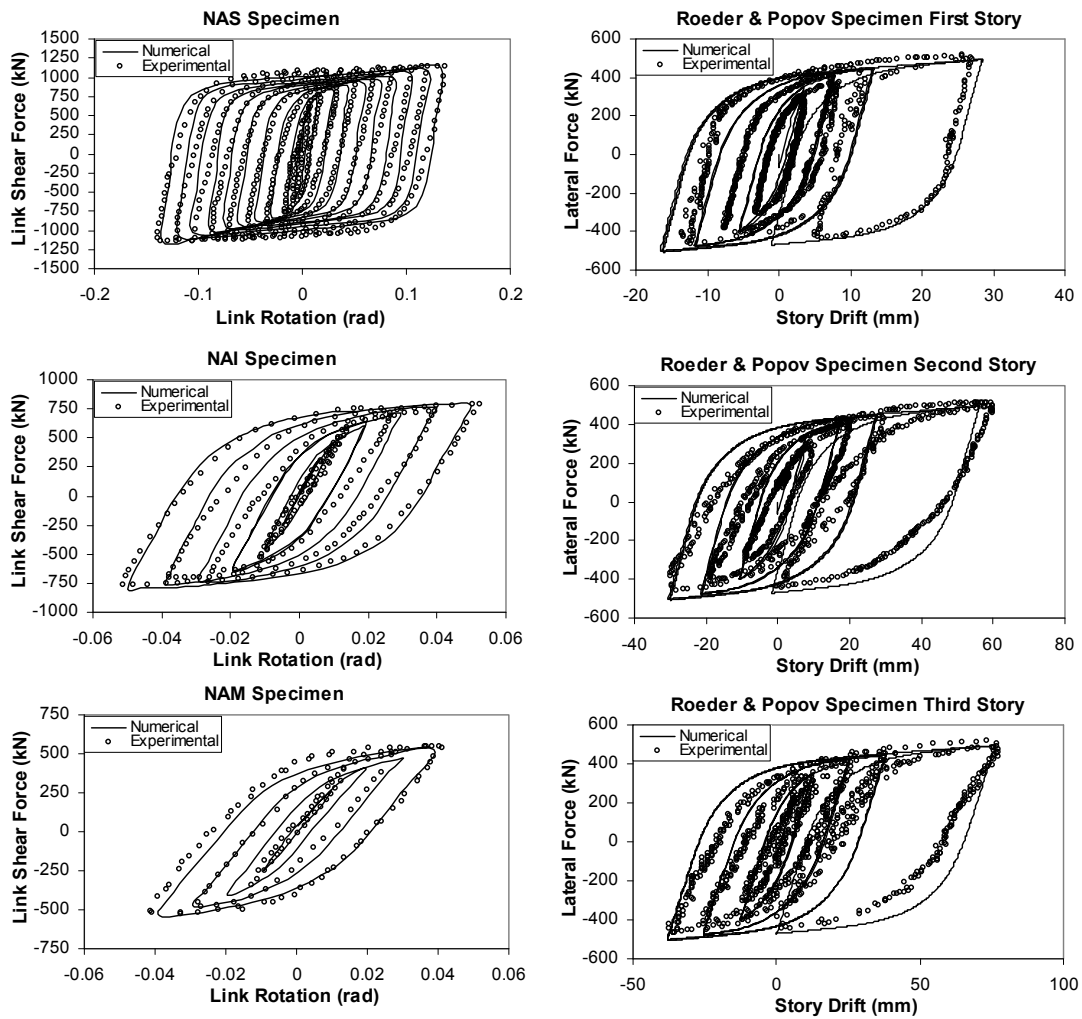 NAS Specimen
Numerical
Experimental
Link Shear Force (kN)
1500
1250
1000
750
500
250
0
-250
-500
-750
-1000
-1250
-1500
-0.2
-0.1
0
0.1
0.2
Link Rotation (rad)
Roeder & Popov Specimen First Story
Numerical
Experimental
Lateral Force (kN)
600
400
200
0
-200
-400
-600
-20
-10
0
10
20
30
40
Story Drift (mm)
NAI Specimen
Numerical
Experimental
Link Shear Force (kN)
1000
750
500
250
0
-250
-500
-750
-1000
-0.06
-0.04
-0.02
0
0.02
0.04
0.06
Link Rotation (rad)
Roeder & Popov Specimen Second Story
Numerical
Experimental
Lateral Force (kN)
600
400
200
0
-200
-400
-600
-40
-20
0
20
40
60
80
Story Drift (mm)
NAM Specimen
Numerical
Experimental
Link Shear Force (kN)
750
500
250
0
-250
-500
-750
-0.06
-0.04
-0.02
0
0.02
0.04
0.06
Link Rotation (rad)
Roeder & Popov Specimen Third Story
Numerical
Experimental
Lateral Force (kN)
600
400
200
0
-200
-400
-600
-50
0
50
100
Story Drift (mm)